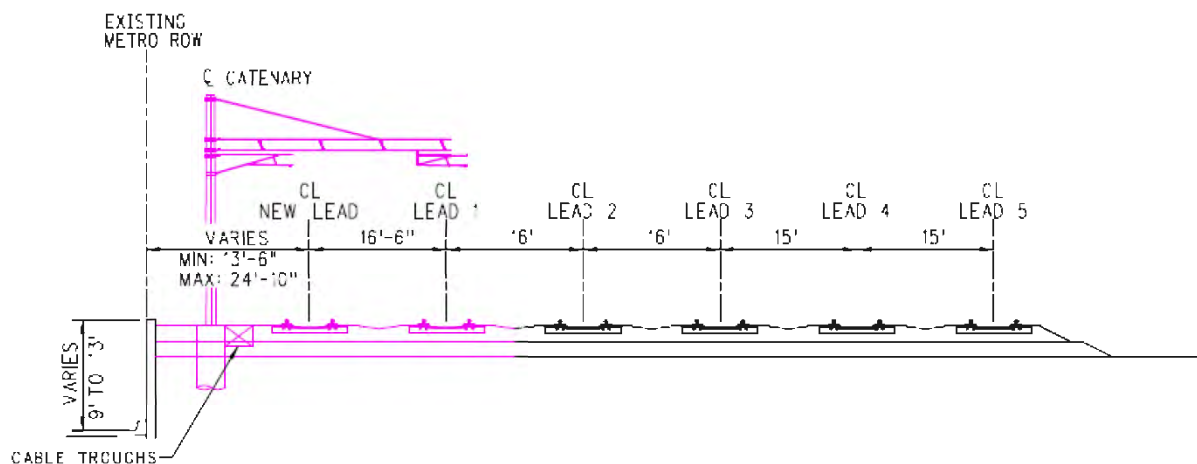 EXISTING
METRO ROW
℄ CATENARY
CL
NEW LEAD
CL
LEAD 1
CL
LEAD 2
CL
LEAD 3
CL
LEAD 4
CL
LEAD 5
VARIES
MIN: 13'-6"
MAX: 24'-10"
16'-6"
16'
16'
15'
15'
VARIES
9' TO 13'
CABLE TROUGHS